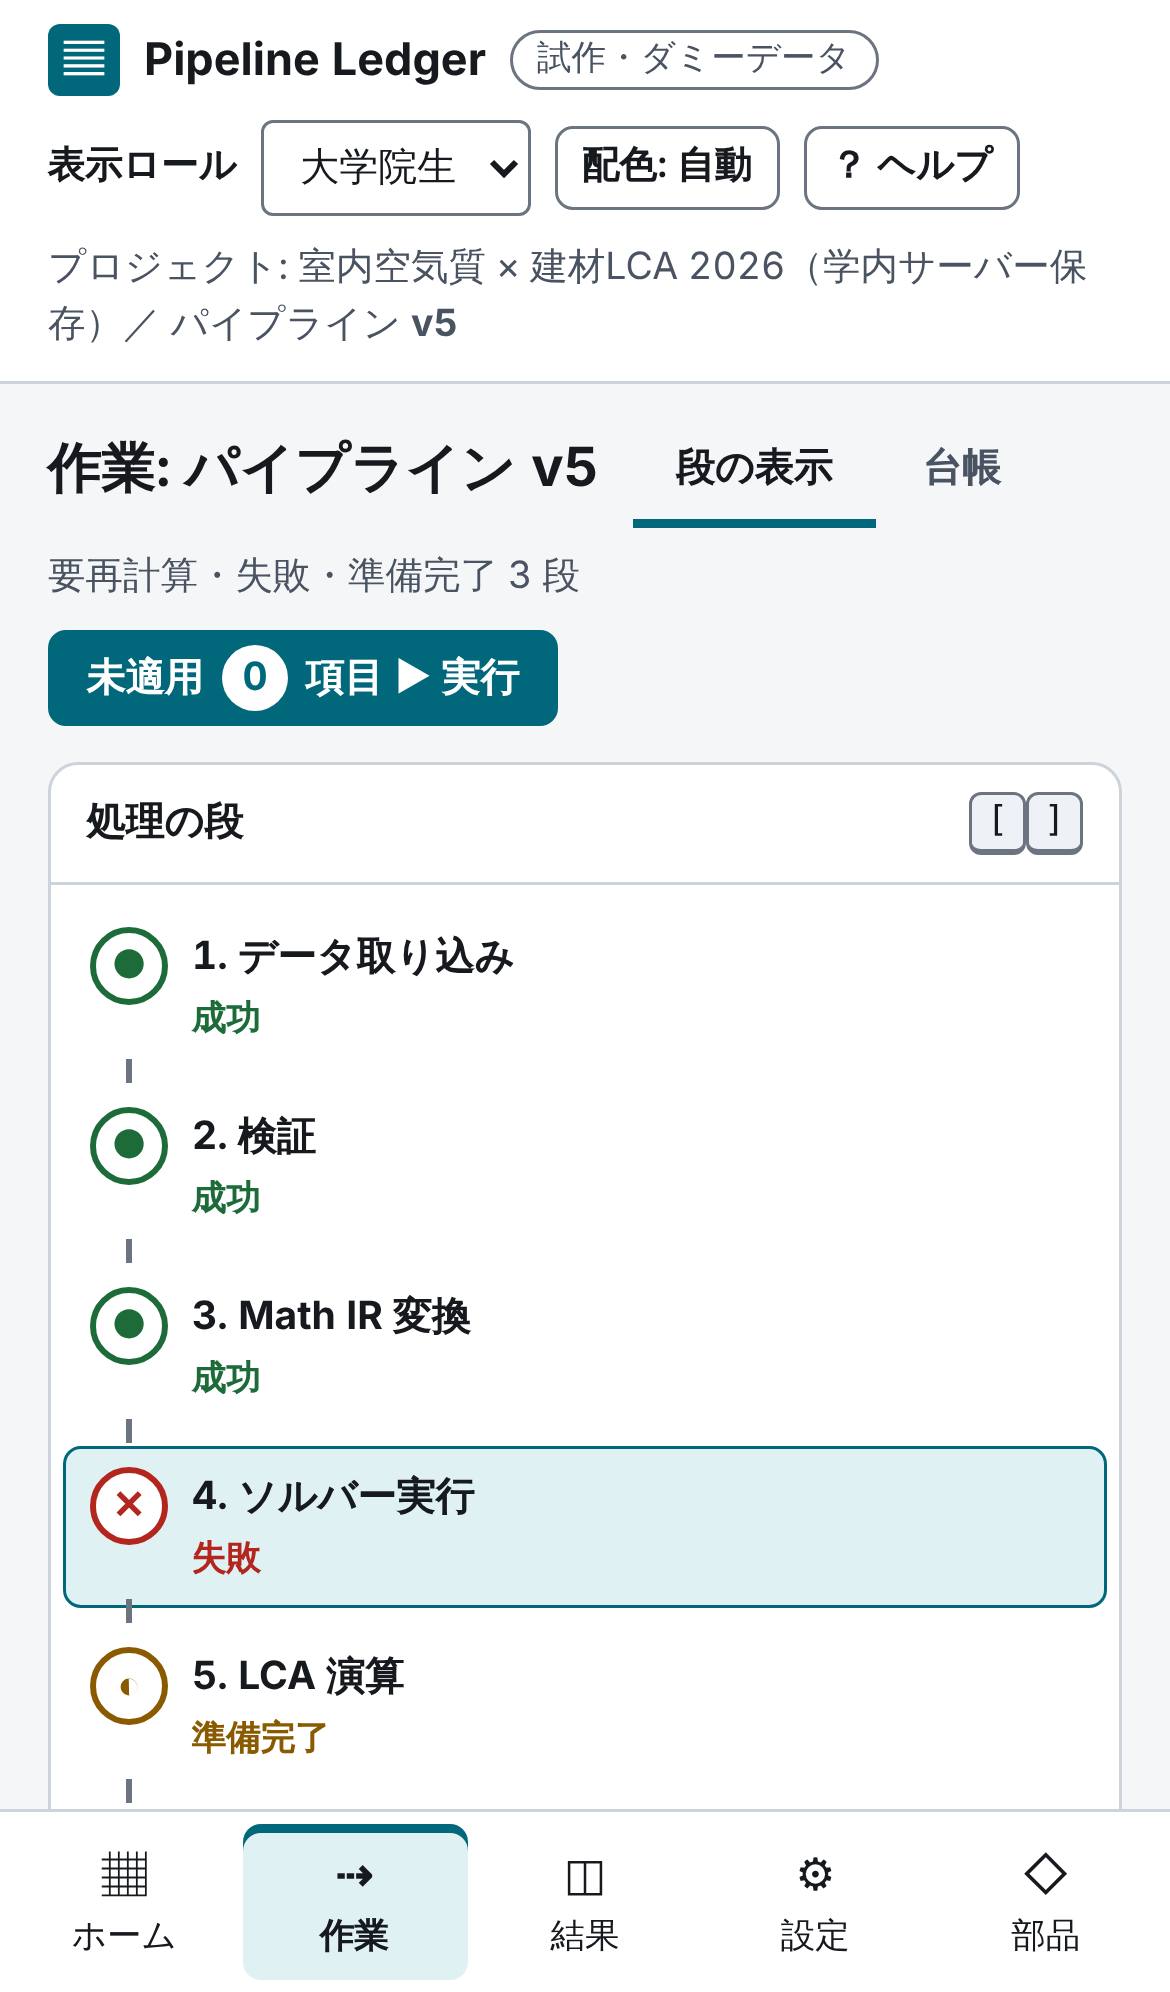 Pipeline Ledger 試作・ダミーデータ
表示ロール 大学院生 配色: 自動 ? ヘルプ
プロジェクト: 室内空気質 × 建材LCA 2026（学内サーバー保
存）／ パイプライン v5
作業: パイプライン v5 段の表示 台帳
要再計算・失敗・準備完了 3 段
未適用 0 項目 ▶ 実行
処理の段 [ ]
1. データ取り込み
成功
2. 検証
成功
3. Math IR 変換
成功
4. ソルバー実行
失敗
5. LCA 演算
準備完了
ホーム 作業 結果 設定 部品